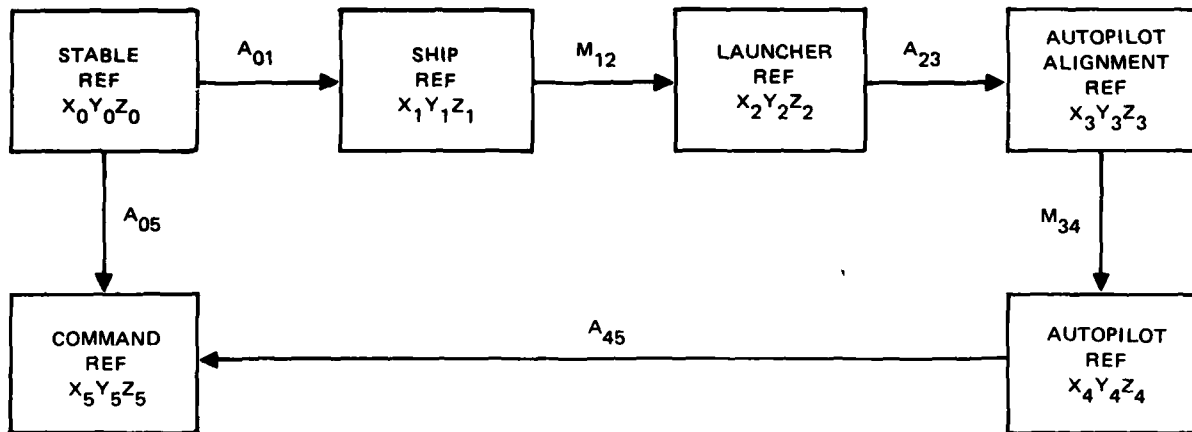 STABLE
REF
X₀Y₀Z₀
A₀₁
SHIP
REF
X₁Y₁Z₁
M₁₂
LAUNCHER
REF
X₂Y₂Z₂
A₂₃
AUTOPILOT
ALIGNMENT
REF
X₃Y₃Z₃
A₀₅
M₃₄
COMMAND
REF
X₅Y₅Z₅
A₄₅
AUTOPILOT
REF
X₄Y₄Z₄